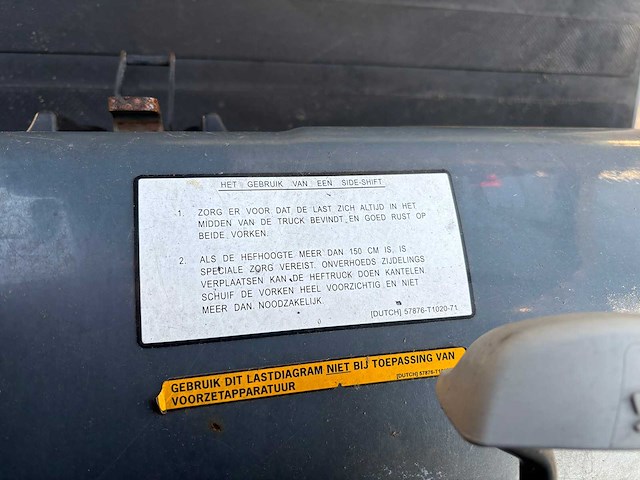 HET GEBRUIK VAN EEN SIDE-SHIFT
1. ZORG ER VOOR DAT DE LAST ZICH ALTIJD IN HET
MIDDEN VAN DE TRUCK BEVINDT EN GOED RUST OP
BEIDE VORKEN.
2. ALS DE HEFHOOGTE MEER DAN 150 CM IS, IS
SPECIALE ZORG VEREIST. ONVERHOEDS ZIJDELINGS
VERPLAATSEN KAN DE HEFTRUCK DOEN KANTELEN
SCHUIF DE VORKEN HEEL VOORZICHTIG EN NIET
MEER DAN NOODZAKELIJK.
[DUTCH] 57876-T1020-71
GEBRUIK DIT LASTDIAGRAM NIET BIJ TOEPASSING VAN
VOORZETAPPARATUUR
[DUTCH]